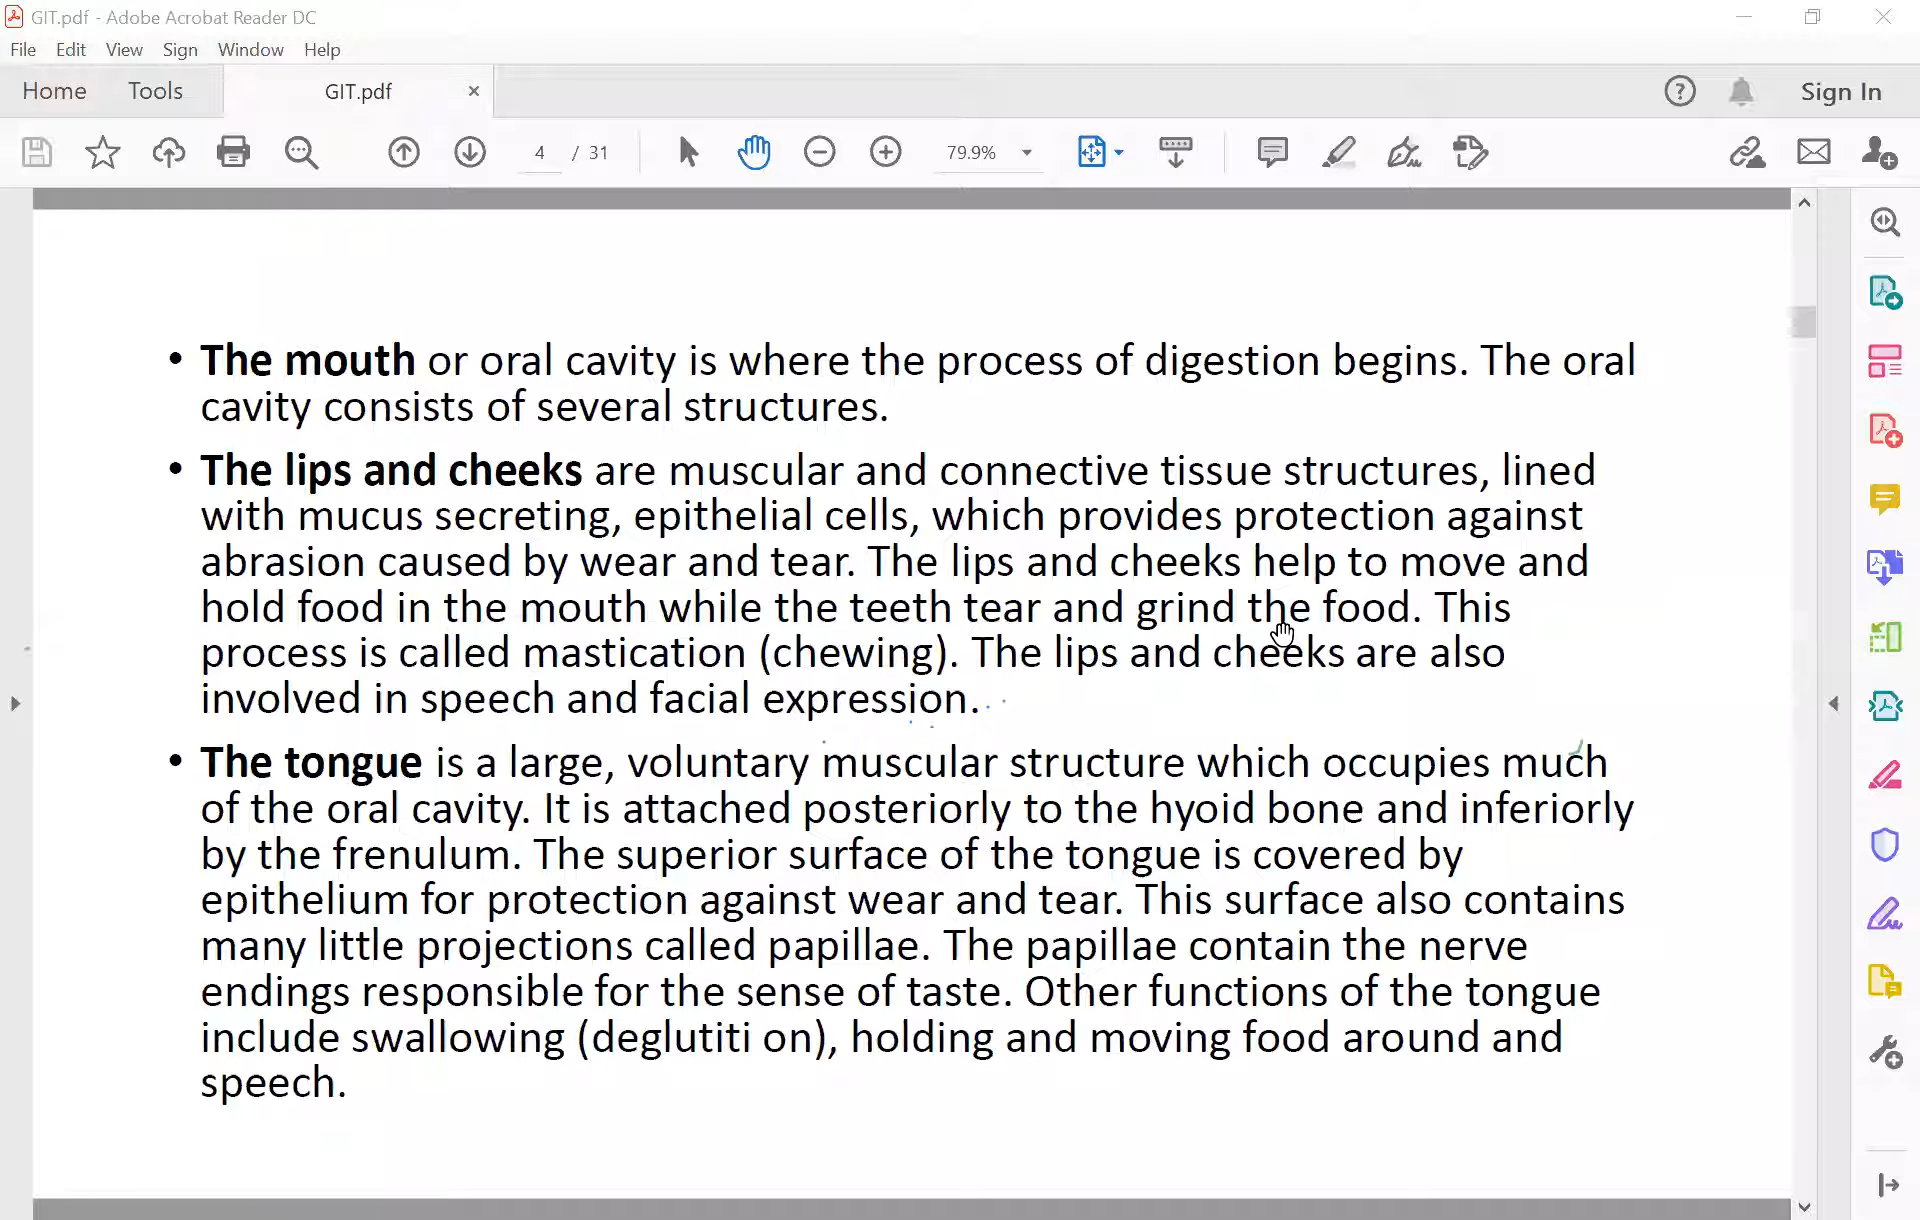 GIT.pdf - Adobe Acrobat Reader DC
File Edit View Sign Window Help
Home Tools GIT.pdf × Sign In
4 / 31 79.9%
• The mouth or oral cavity is where the process of digestion begins. The oral
cavity consists of several structures.
• The lips and cheeks are muscular and connective tissue structures, lined
with mucus secreting, epithelial cells, which provides protection against
abrasion caused by wear and tear. The lips and cheeks help to move and
hold food in the mouth while the teeth tear and grind the food. This
process is called mastication (chewing). The lips and cheeks are also
involved in speech and facial expression.
• The tongue is a large, voluntary muscular structure which occupies much
of the oral cavity. It is attached posteriorly to the hyoid bone and inferiorly
by the frenulum. The superior surface of the tongue is covered by
epithelium for protection against wear and tear. This surface also contains
many little projections called papillae. The papillae contain the nerve
endings responsible for the sense of taste. Other functions of the tongue
include swallowing (deglutiti on), holding and moving food around and
speech.